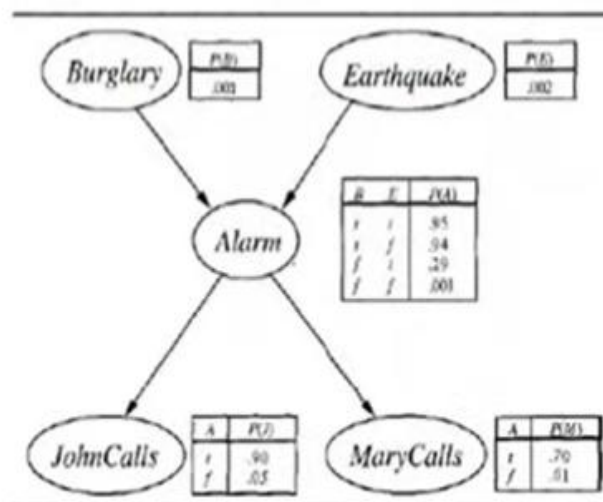 Burglary
P(B)
.001
Earthquake
P(E)
.002
Alarm
B E P(A)
t t .95
t f .94
f t .29
f f .001
JohnCalls
A P(J)
t .90
f .05
MaryCalls
A P(M)
t .70
f .01